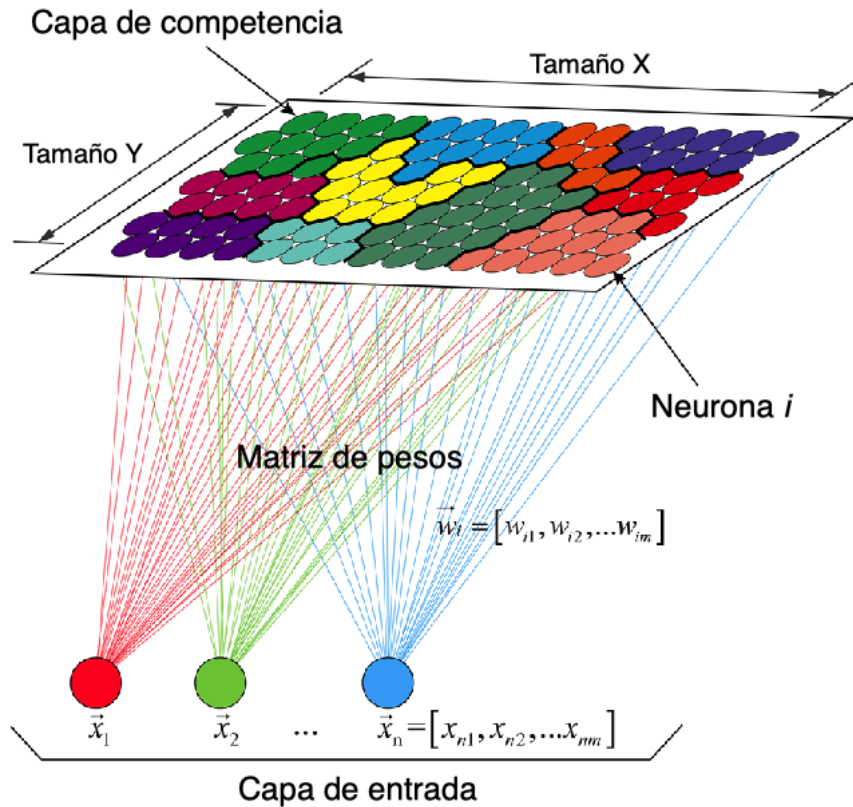 Capa de competencia
Tamaño X
Tamaño Y
Neurona i
Matriz de pesos
w⃗ᵢ = [wᵢ₁, wᵢ₂, ...wᵢₘ]
x⃗₁ x⃗₂ ... x⃗ₙ = [xₙ₁, xₙ₂, ...xₙₘ]
Capa de entrada